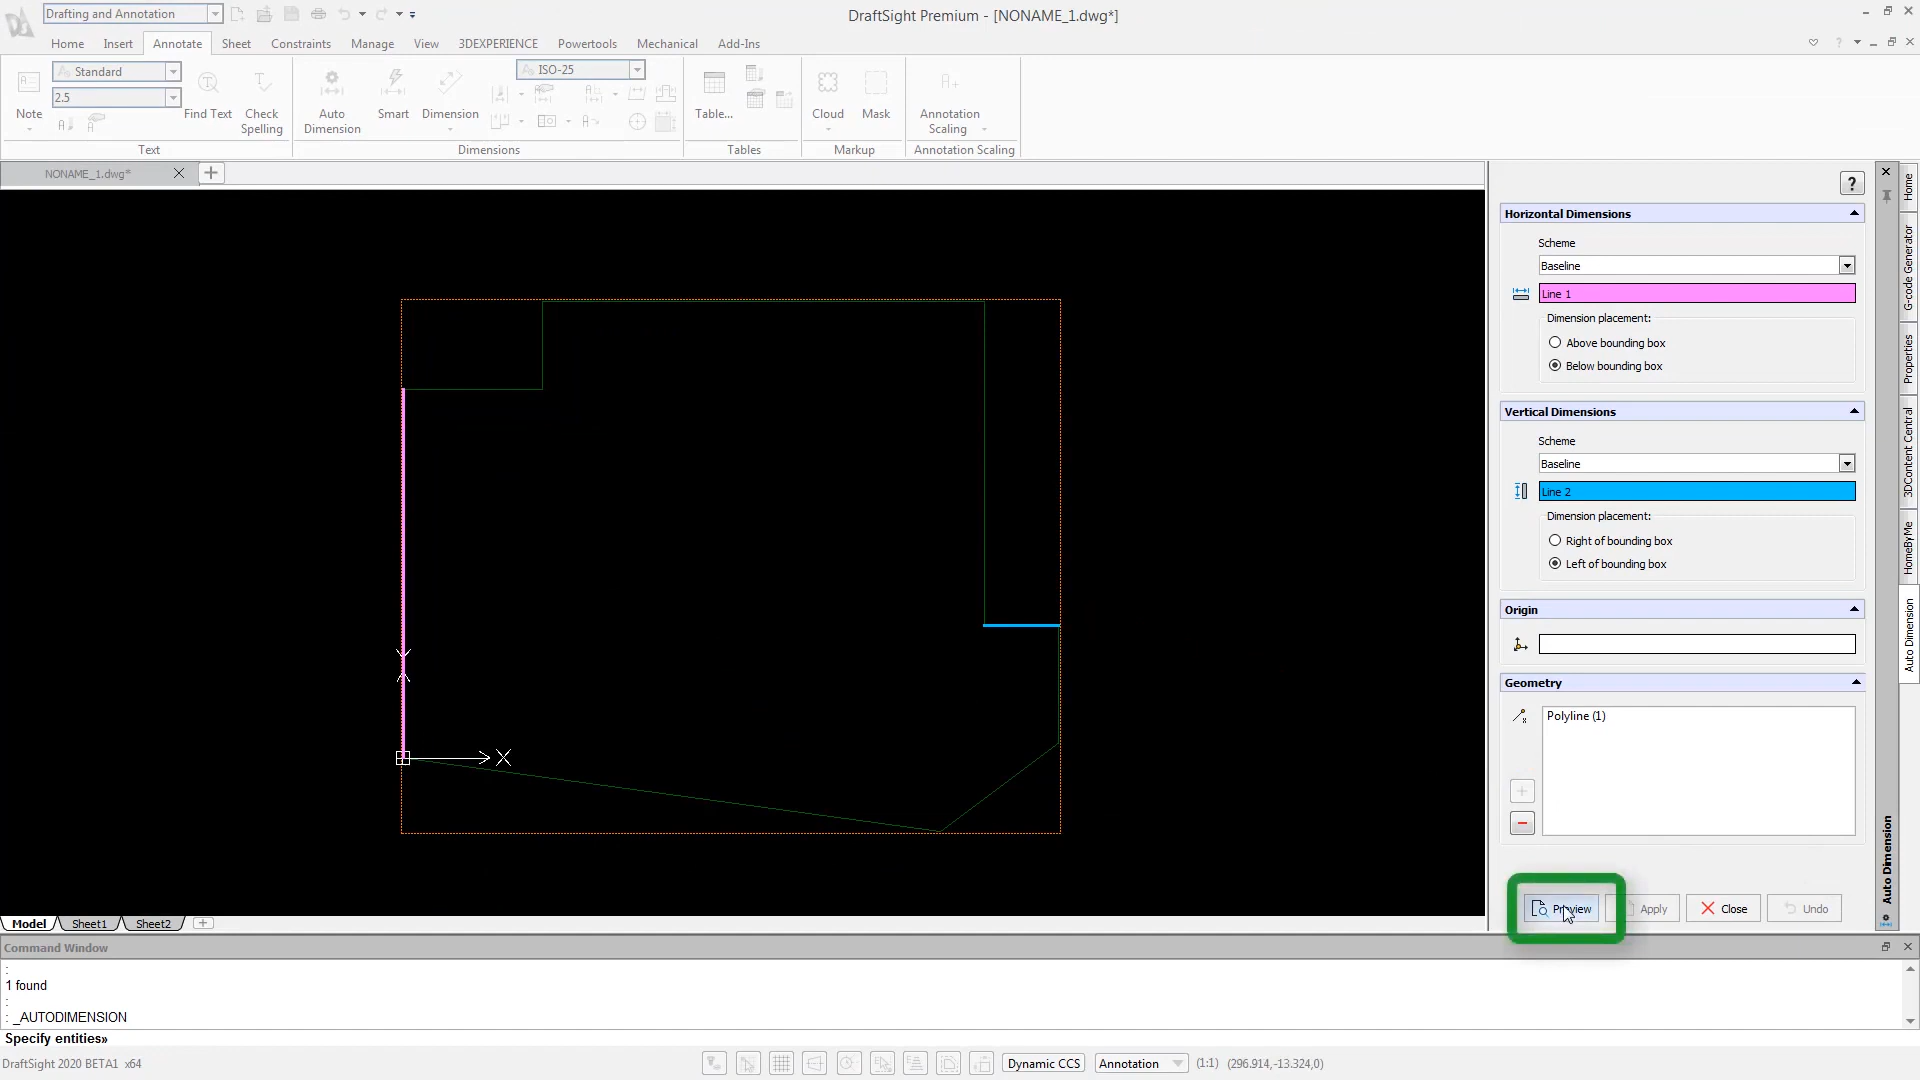 Drafting and Annotation
DraftSight Premium - [NONAME_1.dwg*]
Home Insert Annotate Sheet Constraints Manage View 3DEXPERIENCE Powertools Mechanical Add-Ins
Standard
2.5
Note
Find Text
Check Spelling
Text
Auto Dimension
Smart
Dimension
ISO-25
Dimensions
Table...
Tables
Cloud
Mask
Markup
Annotation Scaling
Annotation Scaling
NONAME_1.dwg*
X
Horizontal Dimensions
Scheme
Baseline
Line 1
Dimension placement:
Above bounding box
Below bounding box
Vertical Dimensions
Scheme
Baseline
Line 2
Dimension placement:
Right of bounding box
Left of bounding box
Origin
Geometry
Polyline (1)
Preview
Apply
Close
Undo
Auto Dimension
Home
G-code Generator
Properties
3DContent Central
HomeByMe
Auto Dimension
Model Sheet1 Sheet2
Command Window
:
1 found
:
: _AUTODIMENSION
Specify entities»
DraftSight 2020 BETA1 x64
Dynamic CCS
Annotation
(1:1)
(296.914,-13.324,0)